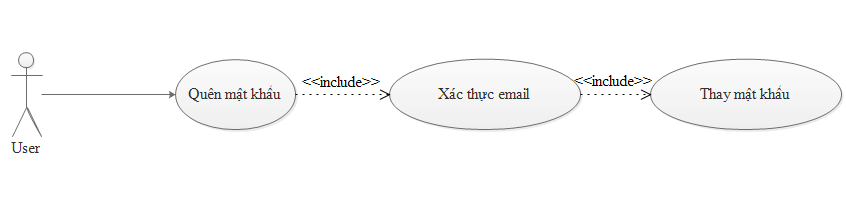 <<include>>
<<include>>
Quên mật khẩu
Xác thực email
Thay mật khẩu
User